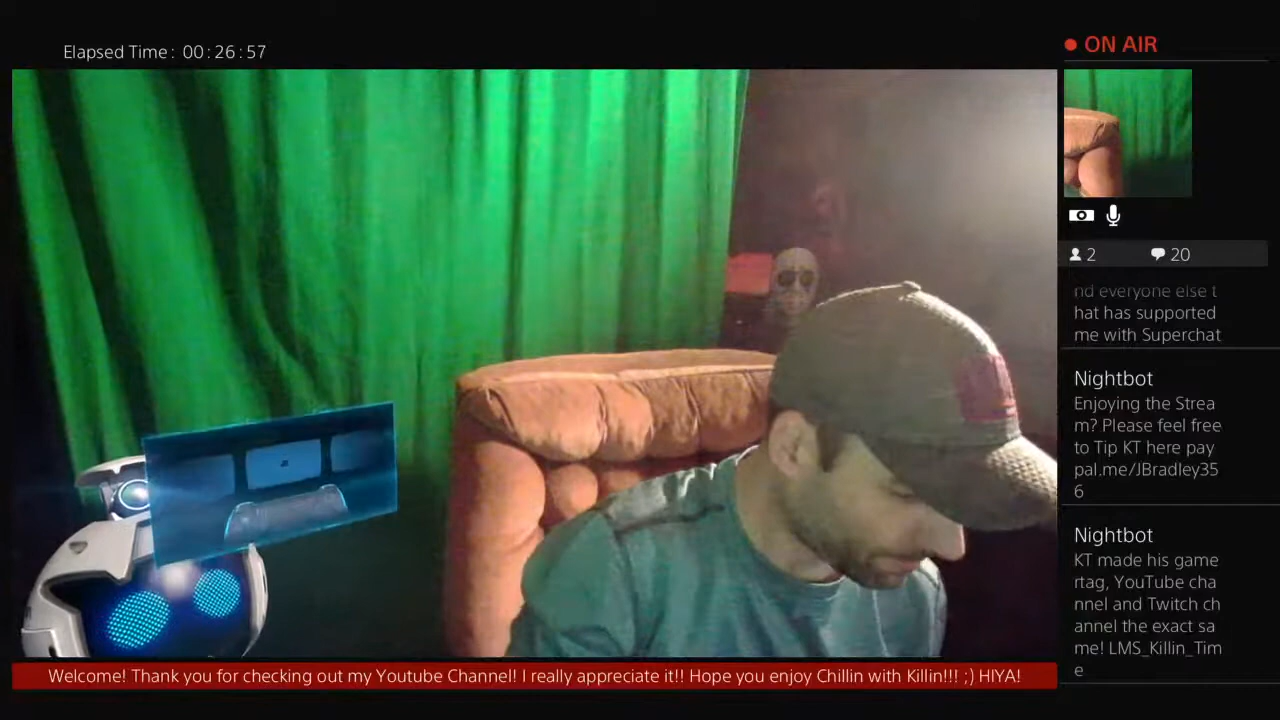 Elapsed Time: 00:26:57
ON AIR
2 20
nd everyone else t
hat has supported
me with Superchat
Nightbot
Enjoying the Strea
m? Please feel free
to Tip KT here pay
pal.me/JBradley35
6
Nightbot
KT made his game
rtag, YouTube cha
nnel and Twitch ch
annel the exact sa
me! LMS_Killin_Tim
e
Welcome! Thank you for checking out my Youtube Channel! I really appreciate it!! Hope you enjoy Chillin with Killin!!! ;) HIYA!